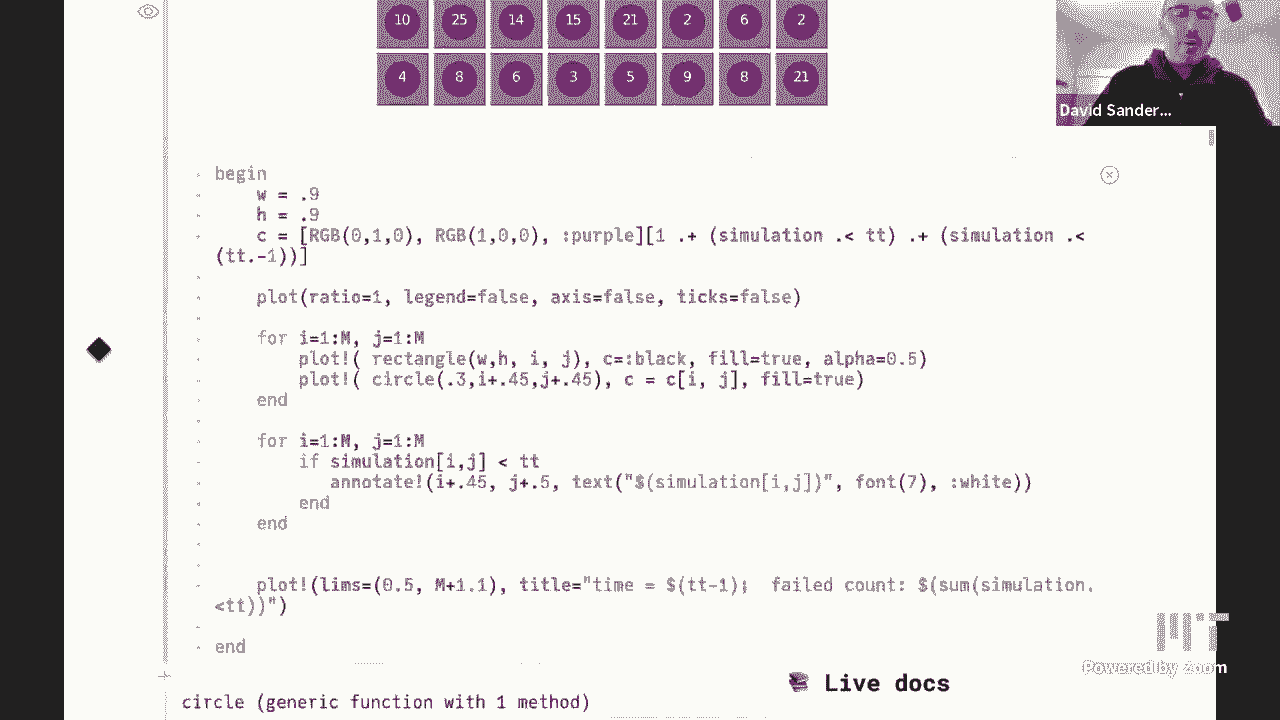 10 25 14 15 21 2 6 2
4 8 6 3 5 9 8 21
David Sander...
begin
w = .9
h = .9
c = [RGB(0,1,0), RGB(1,0,0), :purple][1 .+ (simulation .< tt) .+ (simulation .<
(tt.-1))]
plot(ratio=1, legend=false, axis=false, ticks=false)
for i=1:M, j=1:M
plot!( rectangle(w,h, i, j), c=:black, fill=true, alpha=0.5)
plot!( circle(.3,i+.45,j+.45), c = c[i, j], fill=true)
end
for i=1:M, j=1:M
if simulation[i,j] < tt
annotate!(i+.45, j+.5, text("$(simulation[i,j])", font(7), :white))
end
end
plot!(lims=(0.5, M+1.1), title="time = $(tt-1);  failed count: $(sum(simulation.
<tt))")
end
MIT
Powered by Zoom
Live docs
circle (generic function with 1 method)